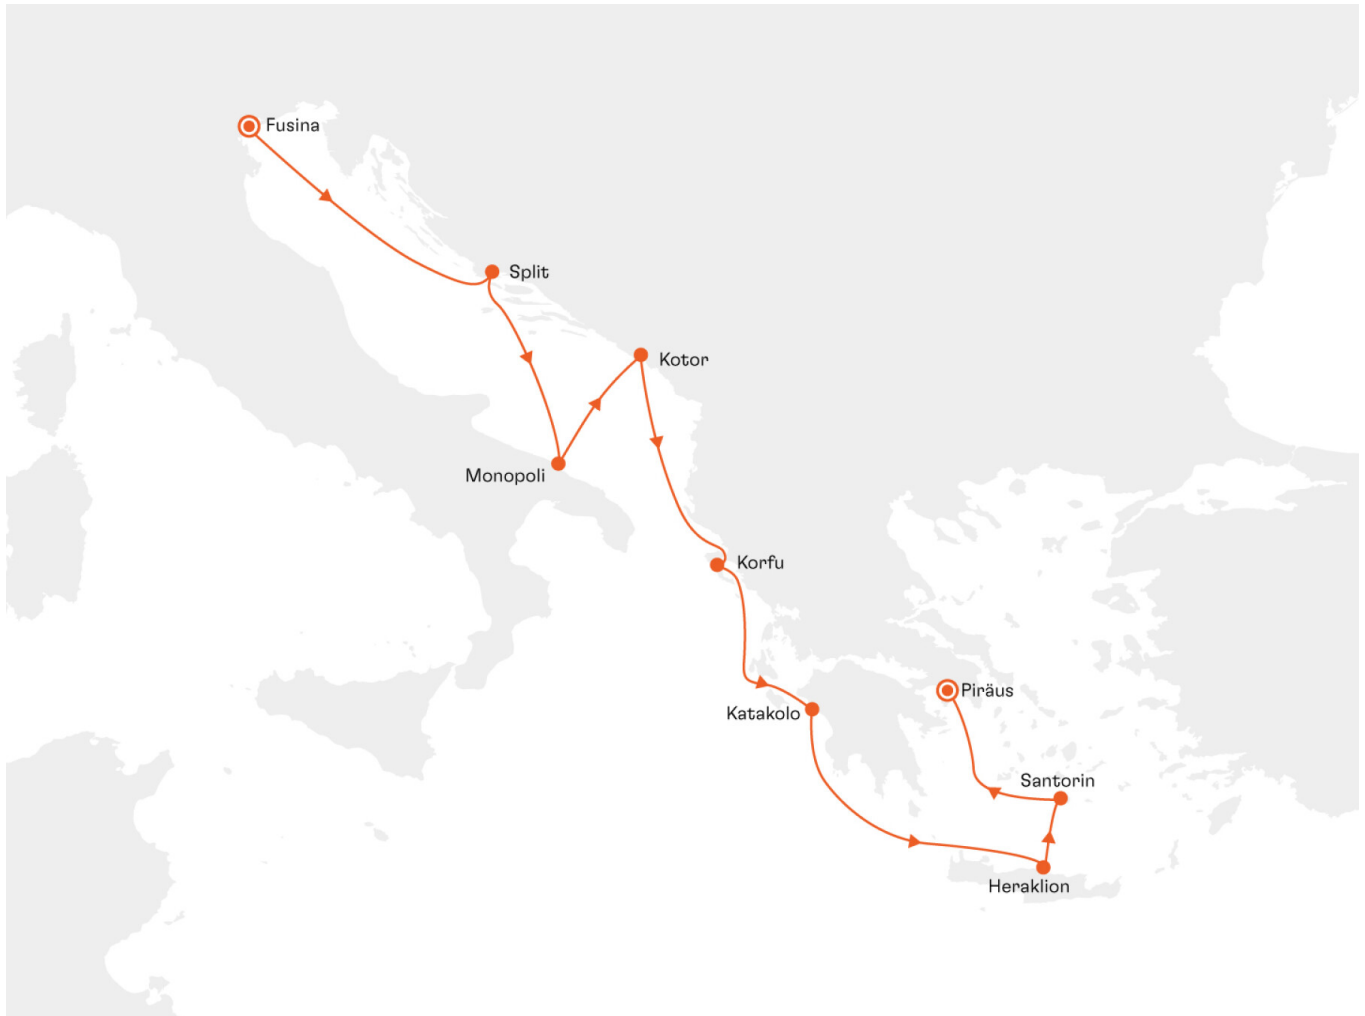 Fusina
Split
Kotor
Monopoli
Korfu
Piräus
Katakolo
Santorin
Heraklion